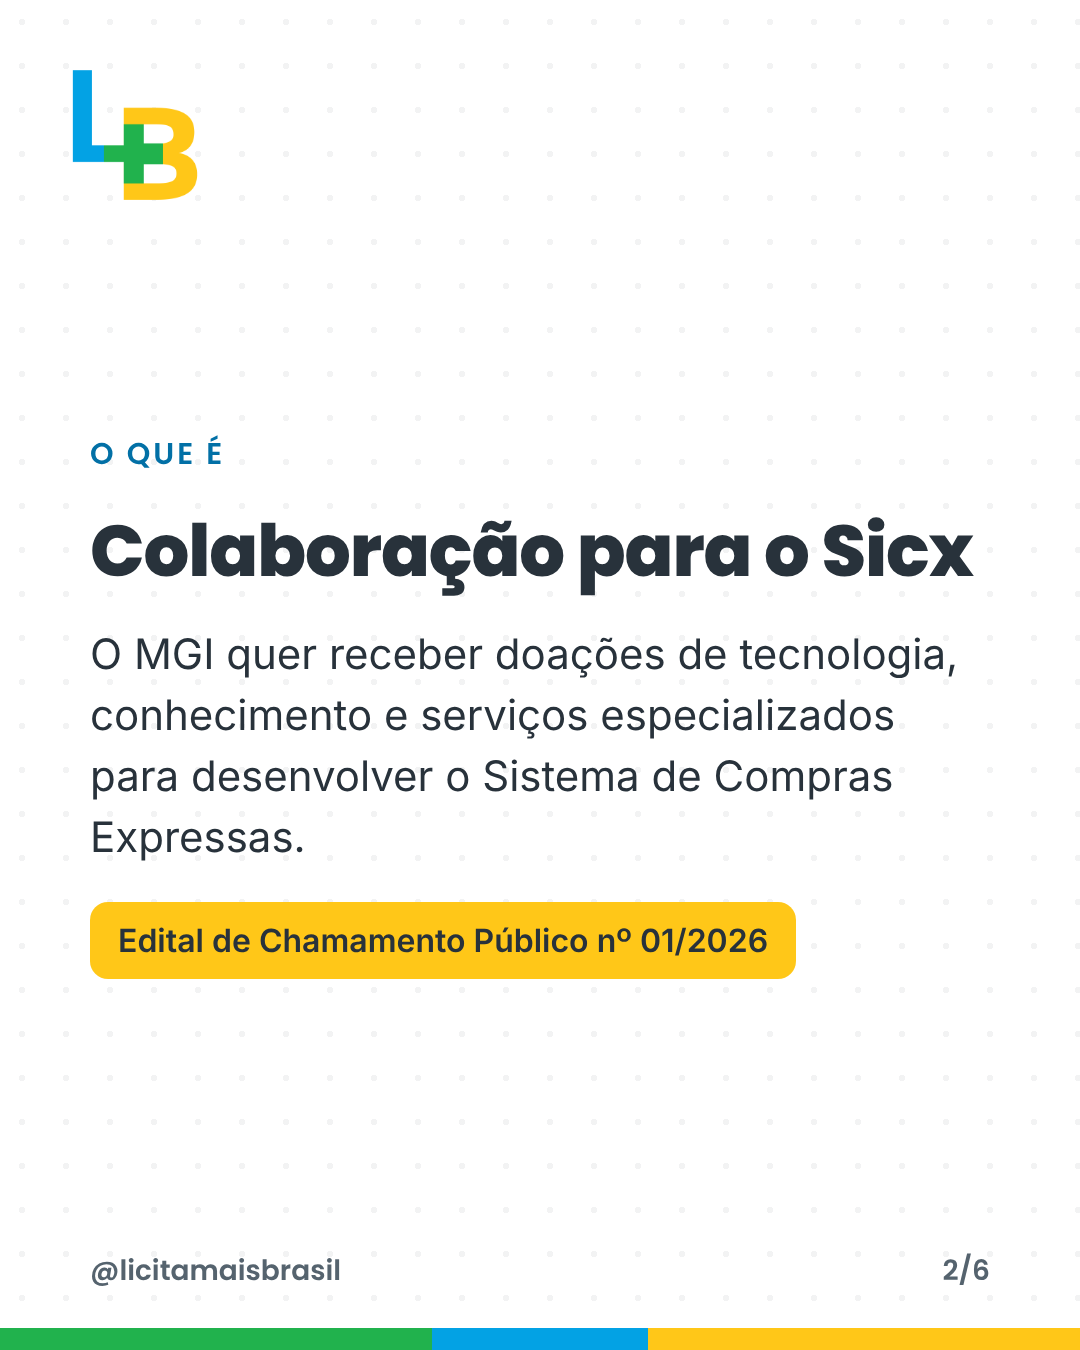 L+B
O QUE É
Colaboração para o Sicx
O MGI quer receber doações de tecnologia,
conhecimento e serviços especializados
para desenvolver o Sistema de Compras
Expressas.
Edital de Chamamento Público nº 01/2026
@licitamaisbrasil
2/6